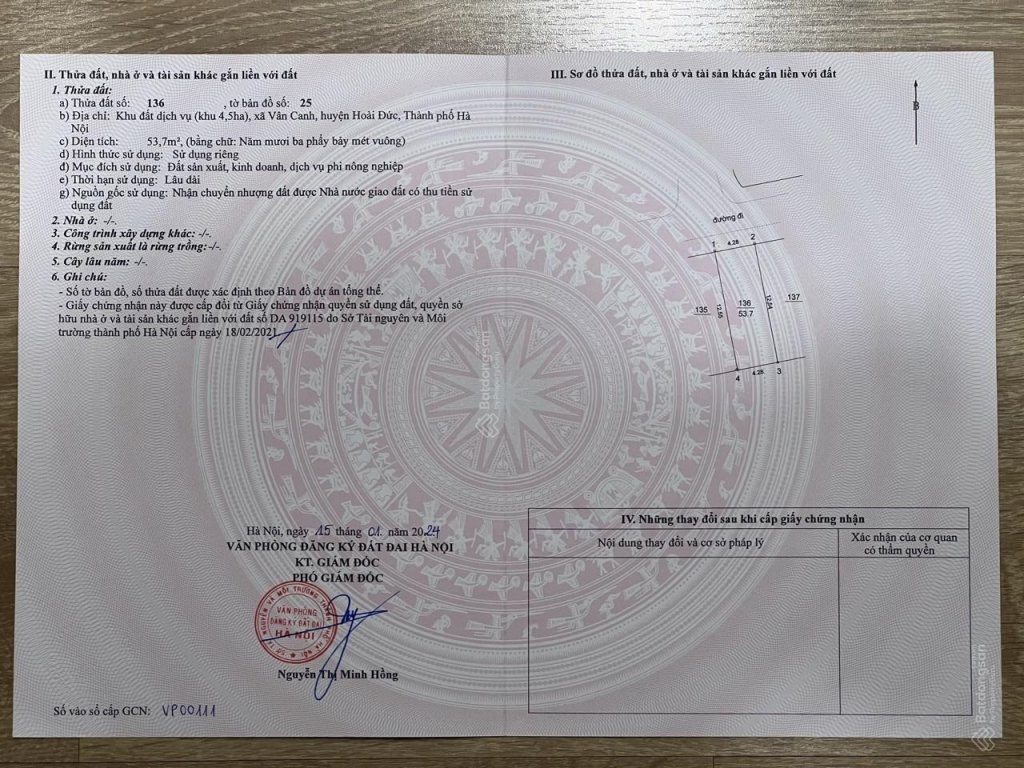 II. Thửa đất, nhà ở và tài sản khác gắn liền với đất
1. Thửa đất:
a) Thửa đất số: 136 , tờ bản đồ số: 25
b) Địa chỉ: Khu đất dịch vụ (khu 4,5ha), xã Vân Canh, huyện Hoài Đức, Thành phố Hà
Nội
c) Diện tích: 53,7m², (bằng chữ: Năm mươi ba phẩy bảy mét vuông)
d) Hình thức sử dụng: Sử dụng riêng
đ) Mục đích sử dụng: Đất sản xuất, kinh doanh, dịch vụ phi nông nghiệp
e) Thời hạn sử dụng: Lâu dài
g) Nguồn gốc sử dụng: Nhận chuyển nhượng đất được Nhà nước giao đất có thu tiền sử
dụng đất
2. Nhà ở: -/-.
3. Công trình xây dựng khác: -/-.
4. Rừng sản xuất là rừng trồng:-/-.
5. Cây lâu năm: -/-.
6. Ghi chú:
- Số tờ bản đồ, số thửa đất được xác định theo Bản đồ dự án tổng thể.
- Giấy chứng nhận này được cấp đổi từ Giấy chứng nhận quyền sử dụng đất, quyền sở
hữu nhà ở và tài sản khác gắn liền với đất số DA 919115 do Sở Tài nguyên và Môi
trường thành phố Hà Nội cấp ngày 18/02/2021
Hà Nội, ngày 15 tháng 01 năm 2024
VĂN PHÒNG ĐĂNG KÝ ĐẤT ĐAI HÀ NỘI
KT. GIÁM ĐỐC
PHÓ GIÁM ĐỐC
VĂN PHÒNG
ĐĂNG KÝ ĐẤT ĐAI
HÀ NỘI
Nguyễn Thị Minh Hồng
Số vào sổ cấp GCN: VP00111
III. Sơ đồ thửa đất, nhà ở và tài sản khác gắn liền với đất
B
đường đi
1 4.28 2
135 12.55 136 53.7 12.54 137
4 4.28 3
IV. Những thay đổi sau khi cấp giấy chứng nhận
Nội dung thay đổi và cơ sở pháp lý
Xác nhận của cơ quan
có thẩm quyền
Batdongsan
Batdongsan